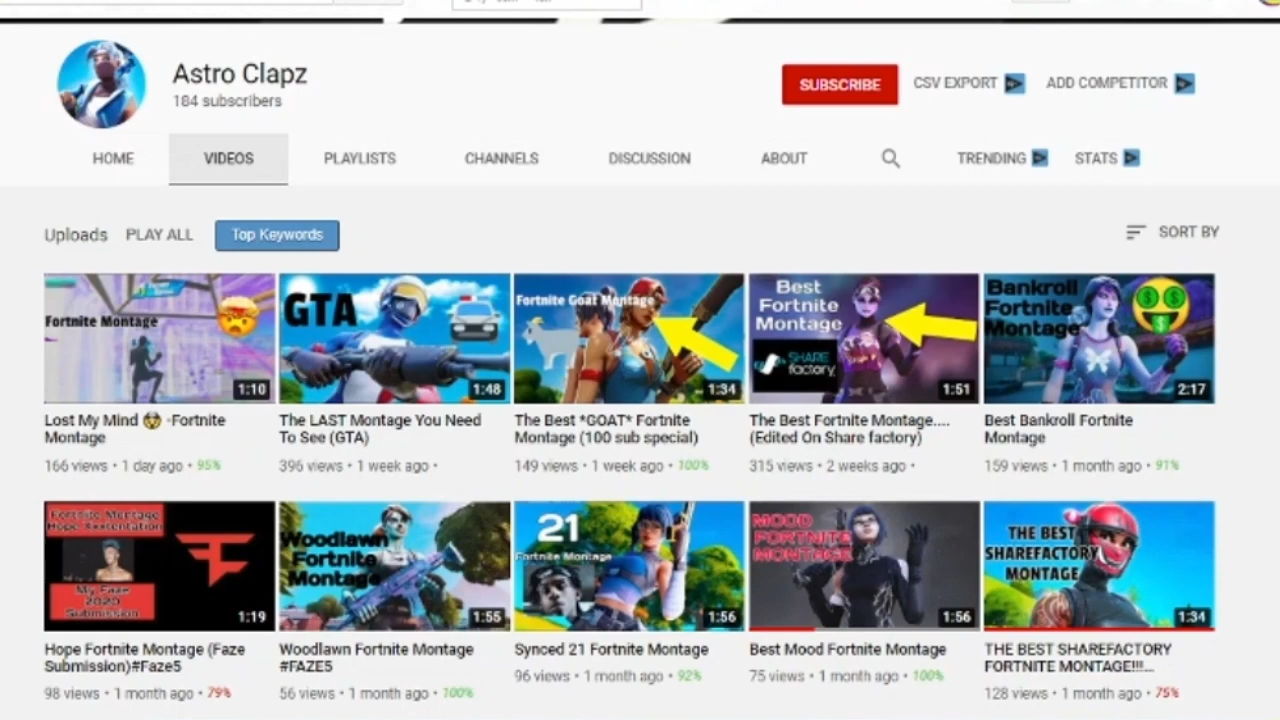 Astro Clapz
184 subscribers
SUBSCRIBE
CSV EXPORT
ADD COMPETITOR
HOME
VIDEOS
PLAYLISTS
CHANNELS
DISCUSSION
ABOUT
TRENDING
STATS
Uploads
PLAY ALL
Top Keywords
SORT BY
Fortnite Montage
1:10
GTA
1:48
Fortnite Goat Montage
1:34
Best
Fortnite
Montage
SHARE
factory
1:51
Bankroll
Fortnite
Montage
2:17
Lost My Mind 🤯 -Fortnite
Montage
166 views • 1 day ago • 95%
The LAST Montage You Need
To See (GTA)
396 views • 1 week ago •
The Best *GOAT* Fortnite
Montage (100 sub special)
149 views • 1 week ago • 100%
The Best Fortnite Montage....
(Edited On Share factory)
315 views • 2 weeks ago •
Best Bankroll Fortnite
Montage
159 views • 1 month ago • 91%
Fortnite Montage
Hope Xxxtentation
My Faze
2020
Submission
1:19
Woodlawn
Fortnite
Montage
1:55
21
Fortnite Montage
1:56
MOOD
FORTNITE
MONTAGE
1:56
THE BEST
SHAREFACTORY
MONTAGE
1:34
Hope Fortnite Montage (Faze
Submission)#Faze5
98 views • 1 month ago • 79%
Woodlawn Fortnite Montage
#FAZE5
56 views • 1 month ago • 100%
Synced 21 Fortnite Montage
96 views • 1 month ago • 92%
Best Mood Fortnite Montage
75 views • 1 month ago • 100%
THE BEST SHAREFACTORY
FORTNITE MONTAGE!!!...
128 views • 1 month ago • 75%